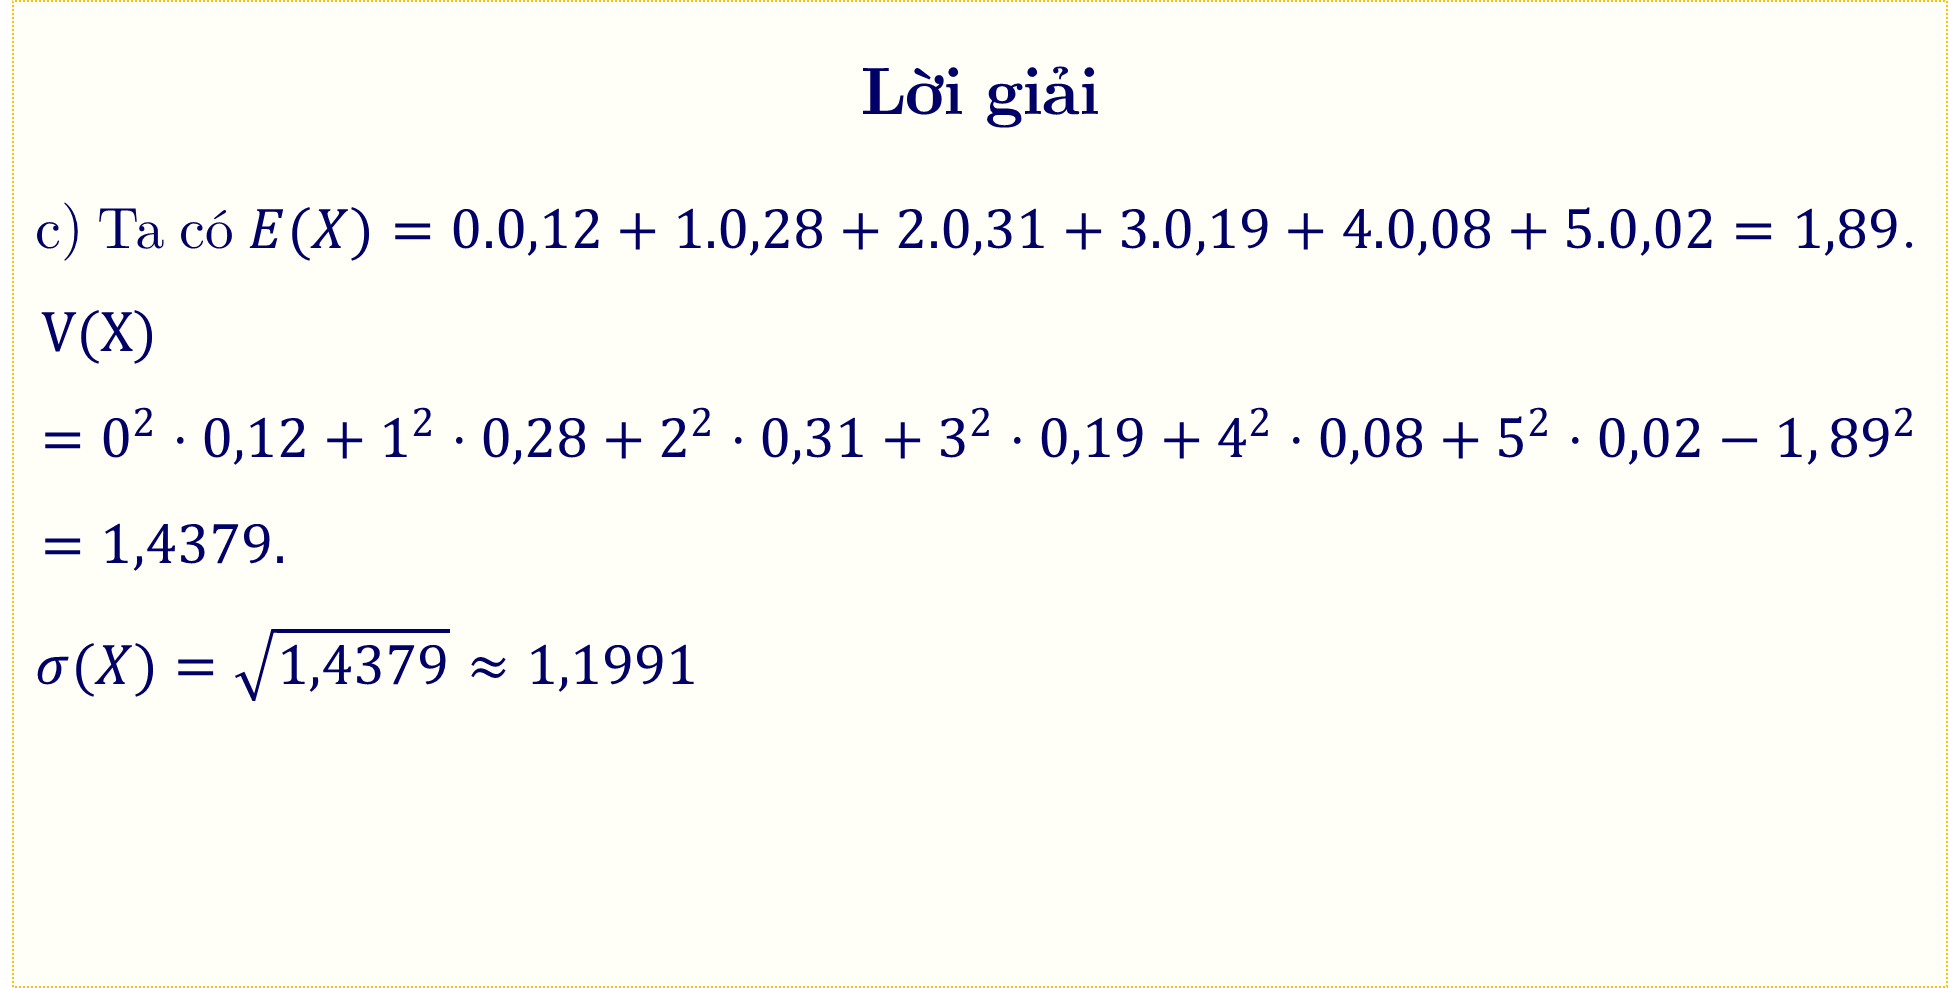 Lời giải
c) Ta có E(X) = 0.0,12 + 1.0,28 + 2.0,31 + 3.0,19 + 4.0,08 + 5.0,02 = 1,89.
V(X)
= 0² · 0,12 + 1² · 0,28 + 2² · 0,31 + 3² · 0,19 + 4² · 0,08 + 5² · 0,02 − 1, 89²
= 1,4379.
σ(X) = √1,4379 ≈ 1,1991